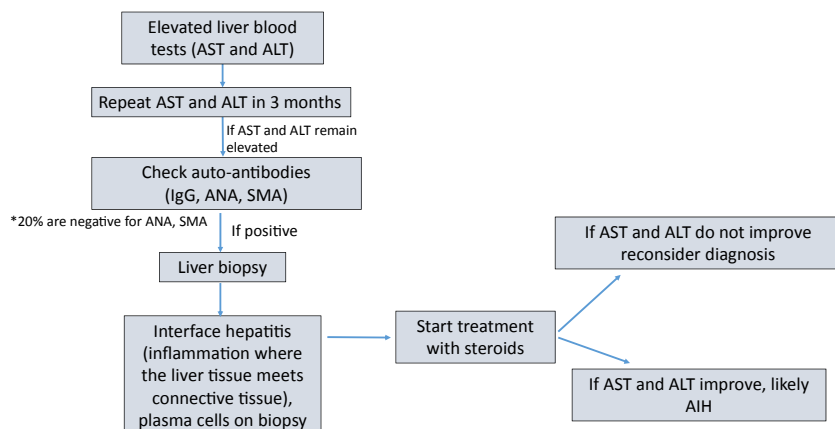 Elevated liver blood
tests (AST and ALT)
Repeat AST and ALT in 3 months
If AST and ALT remain
elevated
Check auto-antibodies
(IgG, ANA, SMA)
*20% are negative for ANA, SMA
If positive
Liver biopsy
Interface hepatitis
(inflammation where
the liver tissue meets
connective tissue),
plasma cells on biopsy
Start treatment
with steroids
If AST and ALT do not improve
reconsider diagnosis
If AST and ALT improve, likely
AIH